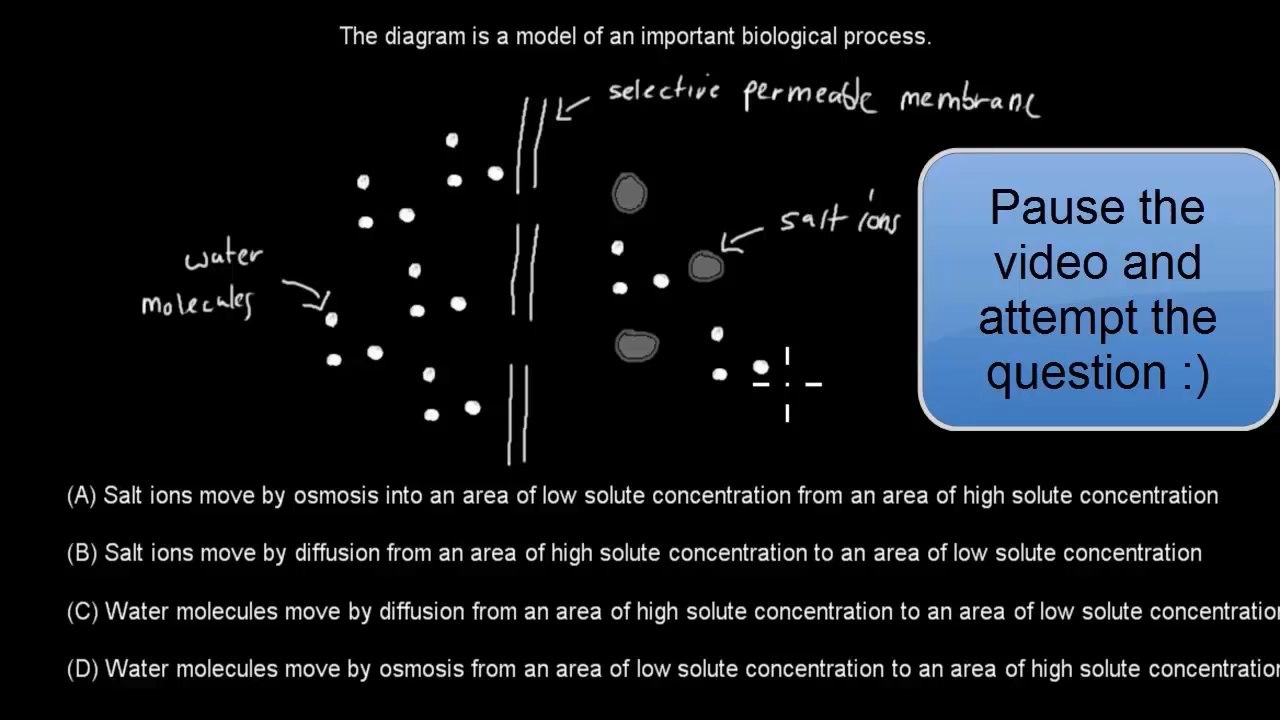 The diagram is a model of an important biological process.
selective permeable membrane
Pause the
video and
attempt the
question :)
salt ions
water
molecules
(A) Salt ions move by osmosis into an area of low solute concentration from an area of high solute concentration
(B) Salt ions move by diffusion from an area of high solute concentration to an area of low solute concentration
(C) Water molecules move by diffusion from an area of high solute concentration to an area of low solute concentration
(D) Water molecules move by osmosis from an area of low solute concentration to an area of high solute concentration